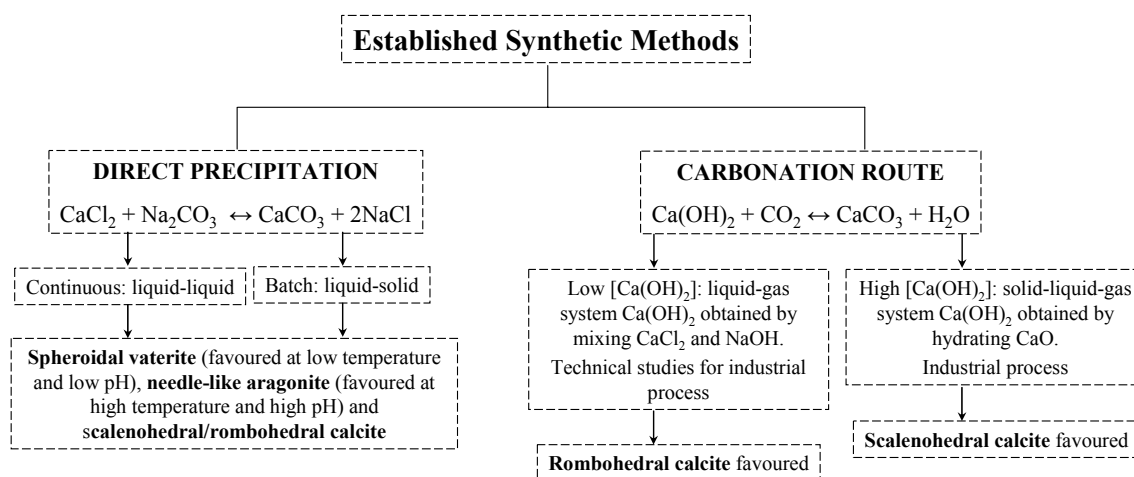 Established Synthetic Methods
DIRECT PRECIPITATION
CaCl₂ + Na₂CO₃ ↔ CaCO₃ + 2NaCl
Continuous: liquid-liquid
Batch: liquid-solid
Spheroidal vaterite (favoured at low temperature
and low pH), needle-like aragonite (favoured at
high temperature and high pH) and
scalenohedral/rombohedral calcite
CARBONATION ROUTE
Ca(OH)₂ + CO₂ ↔ CaCO₃ + H₂O
Low [Ca(OH)₂]: liquid-gas
system Ca(OH)₂ obtained by
mixing CaCl₂ and NaOH.
Technical studies for industrial
process
Rombohedral calcite favoured
High [Ca(OH)₂]: solid-liquid-gas
system Ca(OH)₂ obtained by
hydrating CaO.
Industrial process
Scalenohedral calcite favoured